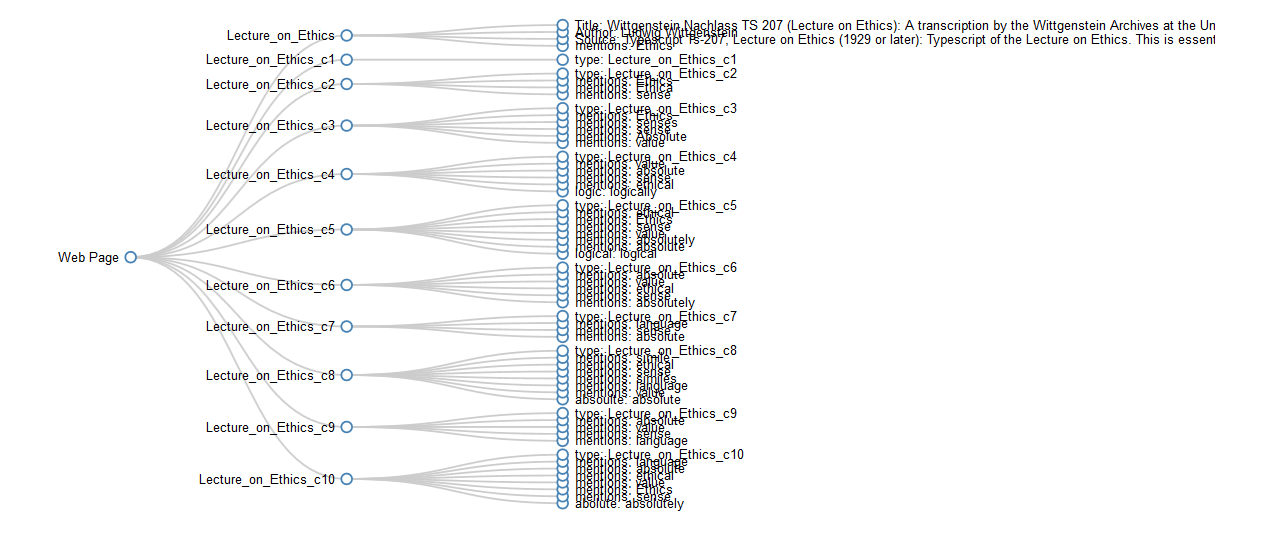 Web Page
Lecture_on_Ethics
Title: Wittgenstein Nachlass TS 207 (Lecture on Ethics): A transcription by the Wittgenstein Archives at the Un
Author: Ludwig Wittgenstein
Source: Typescript Ts-207, Lecture on Ethics (1929 or later): Typescript of the Lecture on Ethics. This is essent
mentions: Ethics
Lecture_on_Ethics_c1
type: Lecture_on_Ethics_c1
Lecture_on_Ethics_c2
type: Lecture_on_Ethics_c2
mentions: Ethics
mentions: Ethica
mentions: sense
Lecture_on_Ethics_c3
type: Lecture_on_Ethics_c3
mentions: Ethics
mentions: senses
mentions: sense
mentions: Absolute
mentions: value
Lecture_on_Ethics_c4
type: Lecture_on_Ethics_c4
mentions: value
mentions: absolute
mentions: sense
mentions: ethical
logic: logically
Lecture_on_Ethics_c5
type: Lecture_on_Ethics_c5
mentions: ethical
mentions: Ethics
mentions: sense
mentions: value
mentions: absolutely
mentions: absolute
logical: logical
Lecture_on_Ethics_c6
type: Lecture_on_Ethics_c6
mentions: absolute
mentions: value
mentions: ethical
mentions: sense
mentions: absolutely
Lecture_on_Ethics_c7
type: Lecture_on_Ethics_c7
mentions: language
mentions: sense
mentions: absolute
Lecture_on_Ethics_c8
type: Lecture_on_Ethics_c8
mentions: simile
mentions: ethical
mentions: sense
mentions: similes
mentions: language
mentions: value
absoulte: absolute
Lecture_on_Ethics_c9
type: Lecture_on_Ethics_c9
mentions: absolute
mentions: value
mentions: sense
mentions: language
Lecture_on_Ethics_c10
type: Lecture_on_Ethics_c10
mentions: language
mentions: absolute
mentions: ethical
mentions: value
mentions: Ethics
mentions: sense
abolute: absolutely